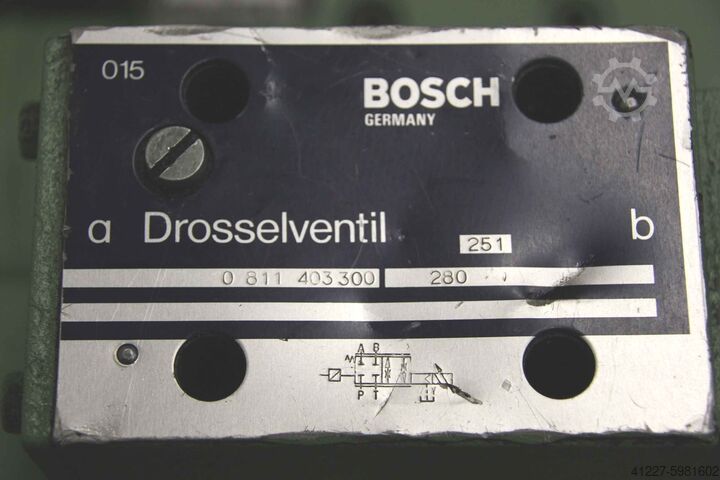 015
BOSCH
GERMANY
a Drosselventil b
251
0 811 403 300 280
A B
P T
41227-5981602